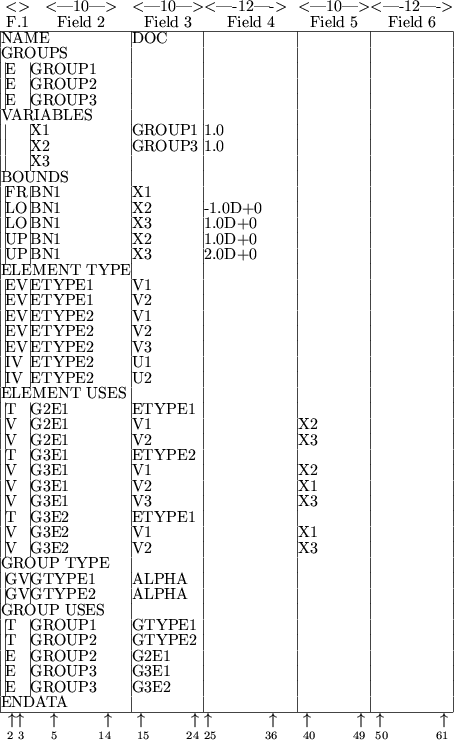 <> <—10—> <—10—> <—-12—-> <—10—> <—-12—->
F.1 Field 2 Field 3 Field 4 Field 5 Field 6
NAME DOC
GROUPS
E GROUP1
E GROUP2
E GROUP3
VARIABLES
X1 GROUP1 1.0
X2 GROUP3 1.0
X3
BOUNDS
FR BN1 X1
LO BN1 X2 -1.0D+0
LO BN1 X3 1.0D+0
UP BN1 X2 1.0D+0
UP BN1 X3 2.0D+0
ELEMENT TYPE
EV ETYPE1 V1
EV ETYPE1 V2
EV ETYPE2 V1
EV ETYPE2 V2
EV ETYPE2 V3
IV ETYPE2 U1
IV ETYPE2 U2
ELEMENT USES
T G2E1 ETYPE1
V G2E1 V1 X2
V G2E1 V2 X3
T G3E1 ETYPE2
V G3E1 V1 X2
V G3E1 V2 X1
V G3E1 V3 X3
T G3E2 ETYPE1
V G3E2 V1 X1
V G3E2 V2 X3
GROUP TYPE
GV GTYPE1 ALPHA
GV GTYPE2 ALPHA
GROUP USES
T GROUP1 GTYPE1
T GROUP2 GTYPE2
E GROUP2 G2E1
E GROUP3 G3E1
E GROUP3 G3E2
ENDATA
↑↑ ↑ ↑ ↑ ↑ ↑ ↑ ↑ ↑ ↑ ↑
2 3 5 14 15 24 25 36 40 49 50 61